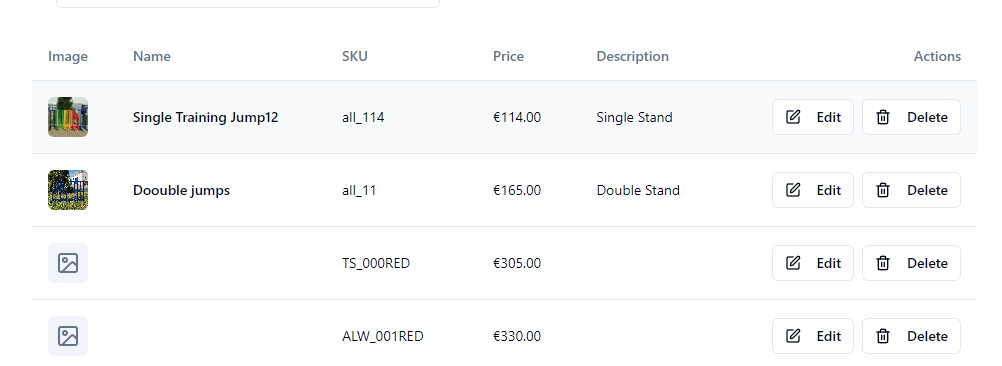 Image Name SKU Price Description Actions
Single Training Jump12 all_114 €114.00 Single Stand Edit Delete
Doouble jumps all_11 €165.00 Double Stand Edit Delete
TS_000RED €305.00 Edit Delete
ALW_001RED €330.00 Edit Delete